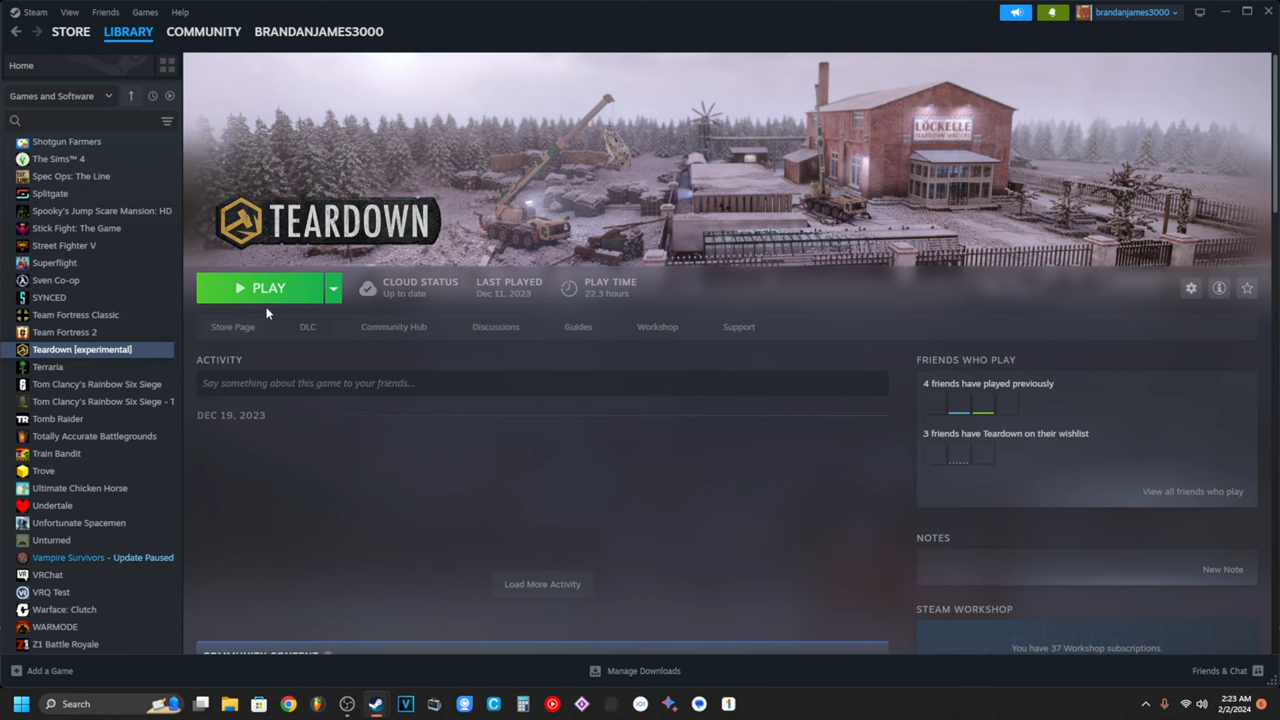 Steam View Friends Games Help
brandanjames3000
STORE LIBRARY COMMUNITY BRANDANJAMES3000
Home
Games and Software
Shotgun Farmers
The Sims™ 4
Spec Ops: The Line
Splitgate
Spooky's Jump Scare Mansion: HD
Stick Fight: The Game
Street Fighter V
Superflight
Sven Co-op
SYNCED
Team Fortress Classic
Team Fortress 2
Teardown [experimental]
Terraria
Tom Clancy's Rainbow Six Siege
Tom Clancy's Rainbow Six Siege - T
Tomb Raider
Totally Accurate Battlegrounds
Train Bandit
Trove
Ultimate Chicken Horse
Undertale
Unfortunate Spacemen
Unturned
Vampire Survivors - Update Paused
VRChat
VRQ Test
Warface: Clutch
WARMODE
Z1 Battle Royale
LÖCKELLE
TEARDOWN WORKERS
TEARDOWN
PLAY
CLOUD STATUS
Up to date
LAST PLAYED
Dec 11, 2023
PLAY TIME
22.3 hours
Store Page DLC Community Hub Discussions Guides Workshop Support
ACTIVITY
Say something about this game to your friends...
DEC 19, 2023
Load More Activity
COMMUNITY CONTENT
FRIENDS WHO PLAY
4 friends have played previously
3 friends have Teardown on their wishlist
View all friends who play
NOTES
New Note
STEAM WORKSHOP
You have 37 Workshop subscriptions.
Add a Game
Manage Downloads
Friends & Chat
Search
2:23 AM
2/2/2024